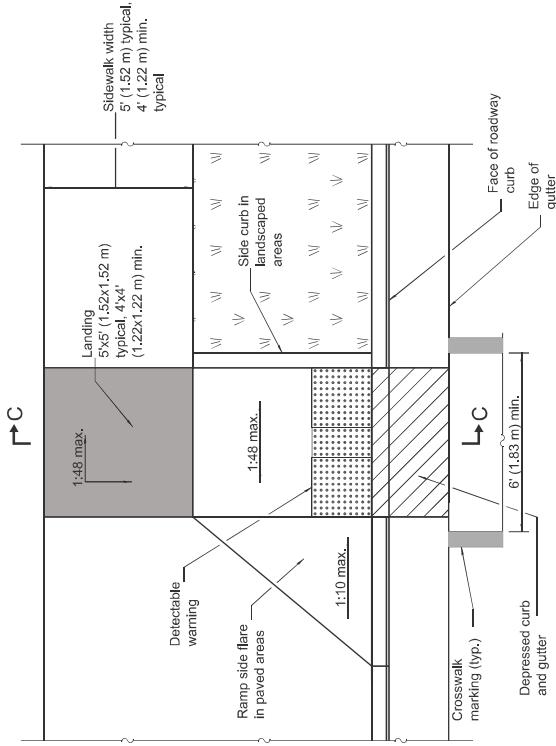 Sidewalk width
5' (1.52 m) typical,
4' (1.22 m) min.
typical
Face of roadway
curb
Edge of
gutter
Side curb in
landscaped
areas
Landing
5'x5' (1.52x1.52 m)
typical, 4'x4'
(1.22x1.22 m) min.
C
1:48 max.
1:48 max.
C
6' (1.83 m) min.
Detectable
warning
Ramp side flare
in paved areas
1:10 max.
Crosswalk
marking (typ.)
Depressed curb
and gutter